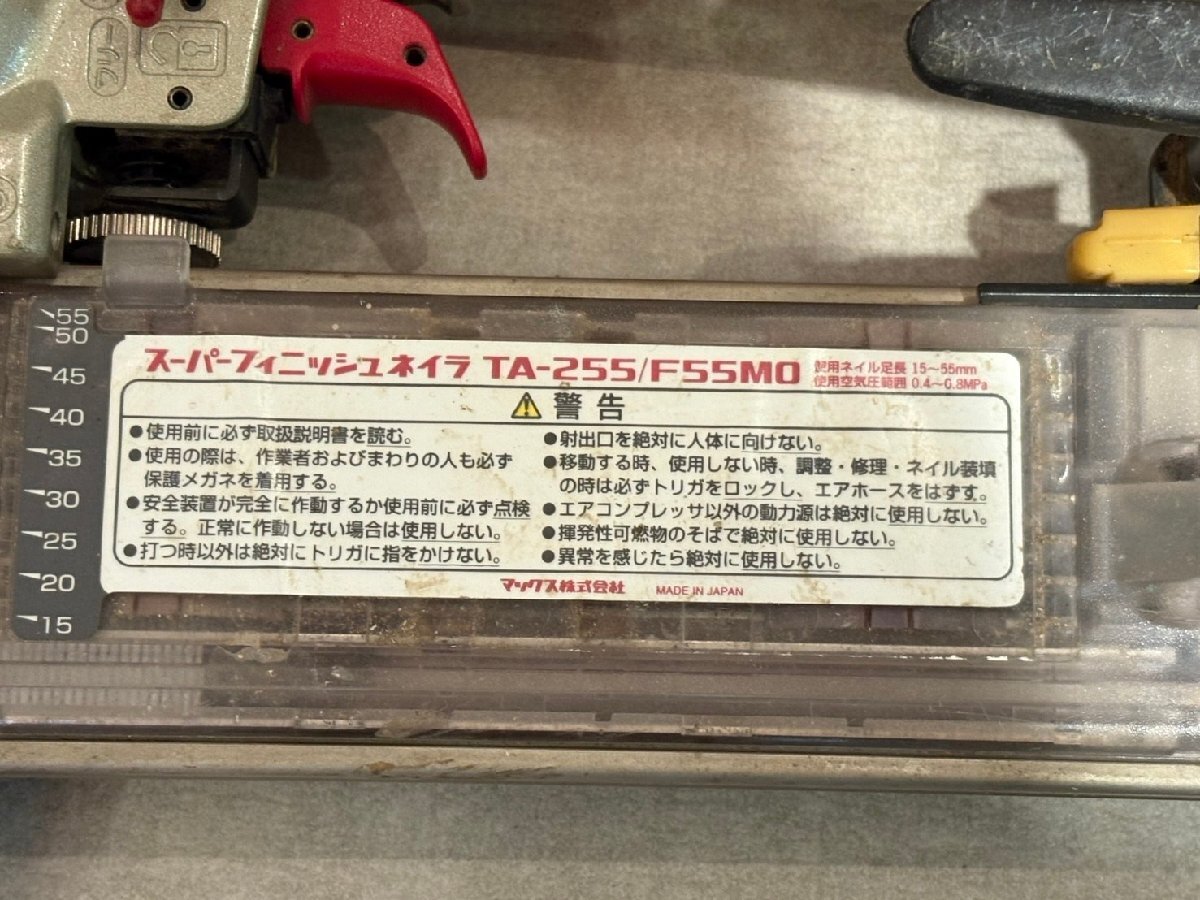 フリー
55
50
45
40
35
30
25
20
15
スーパーフィニッシュネイラ TA-255/F55M0 使用ネイル足長 15～55mm
使用空気圧範囲 0.4～0.8MPa
警告
●使用前に必ず取扱説明書を読む。
●使用の際は、作業者およびまわりの人も必ず
保護メガネを着用する。
●安全装置が完全に作動するか使用前に必ず点検
する。正常に作動しない場合は使用しない。
●打つ時以外は絶対にトリガに指をかけない。
●射出口を絶対に人体に向けない。
●移動する時、使用しない時、調整・修理・ネイル装填
の時は必ずトリガをロックし、エアホースをはずす。
●エアコンプレッサ以外の動力源は絶対に使用しない。
●揮発性可燃物のそばで絶対に使用しない。
●異常を感じたら絶対に使用しない。
マックス株式会社 MADE IN JAPAN